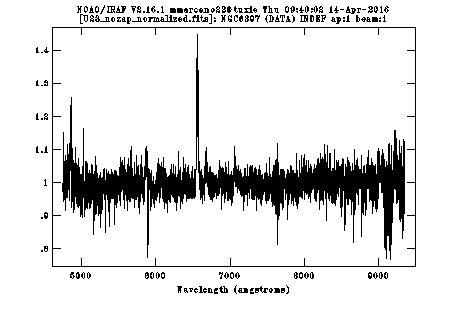 NOAO/IRAF V2.16.1 mmarcano22@tuxie Thu 09:40:02 14-Apr-2016
[U23_nozap_normalized.fits]: NGC6397 (DATA) INDEF ap:1 beam:1
1.4
1.3
1.2
1.1
1
.9
.8
5000 6000 7000 8000 9000
Wavelength (angstroms)